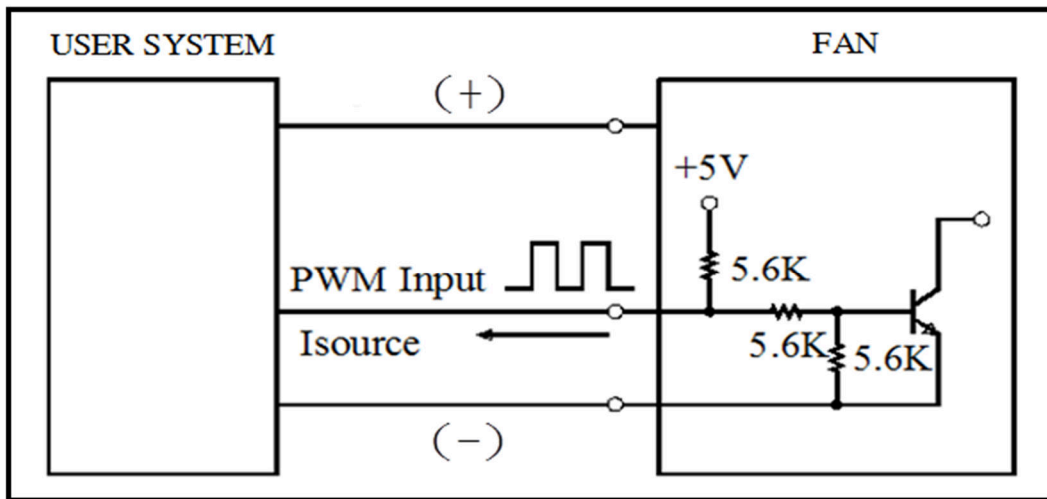 USER SYSTEM
FAN
(+)
+5V
5.6K
PWM Input
Isource
5.6K
5.6K
(-)